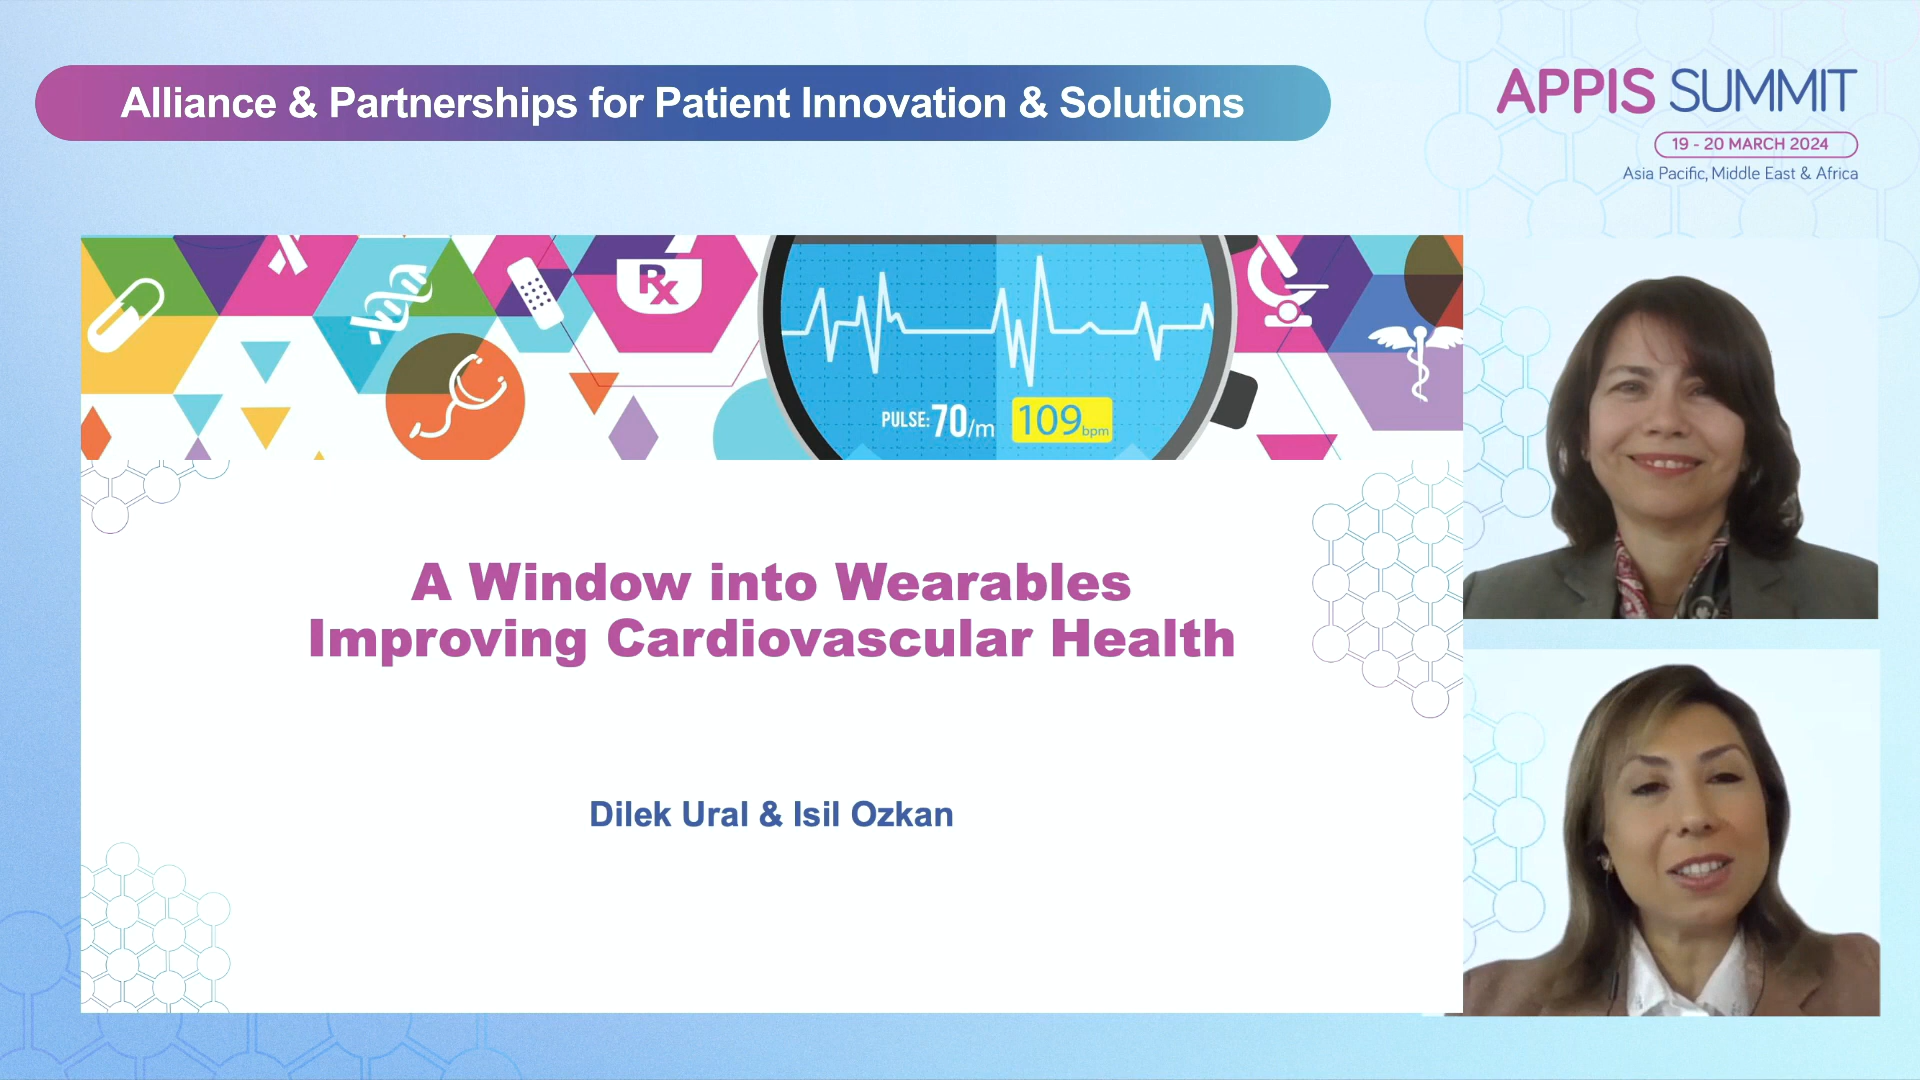 Alliance & Partnerships for Patient Innovation & Solutions
APPIS SUMMIT
19 - 20 MARCH 2024
Asia Pacific, Middle East & Africa
Rx
PULSE: 70/m
109 bpm
A Window into Wearables
Improving Cardiovascular Health
Dilek Ural & Isil Ozkan